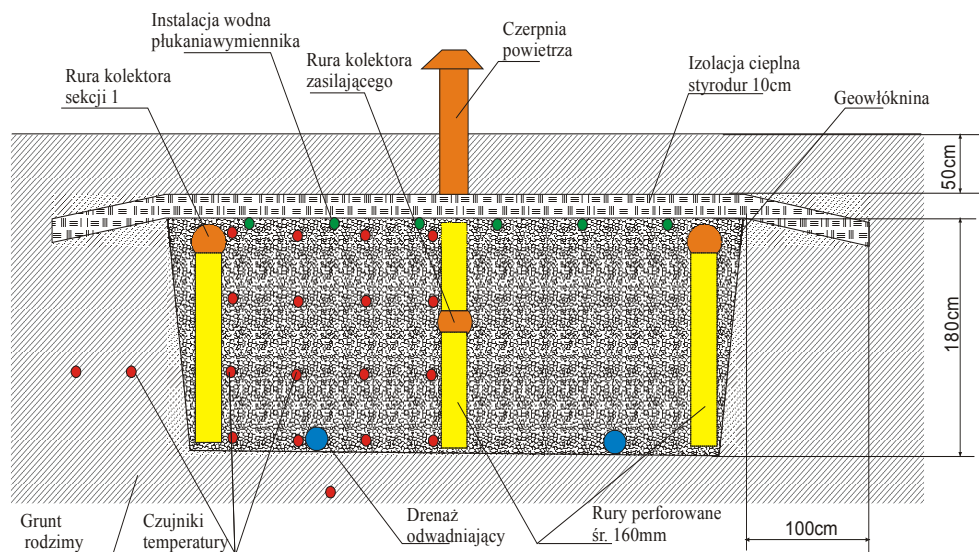 Instalacja wodna
płukaniawymiennika
Rura kolektora
sekcji 1
Rura kolektora
zasilającego
Czerpnia
powietrza
Izolacja cieplna
styrodur 10cm
Geowłóknina
50cm
180cm
Grunt
rodzimy
Czujniki
temperatury
Drenaż
odwadniający
Rury perforowane
śr. 160mm
100cm